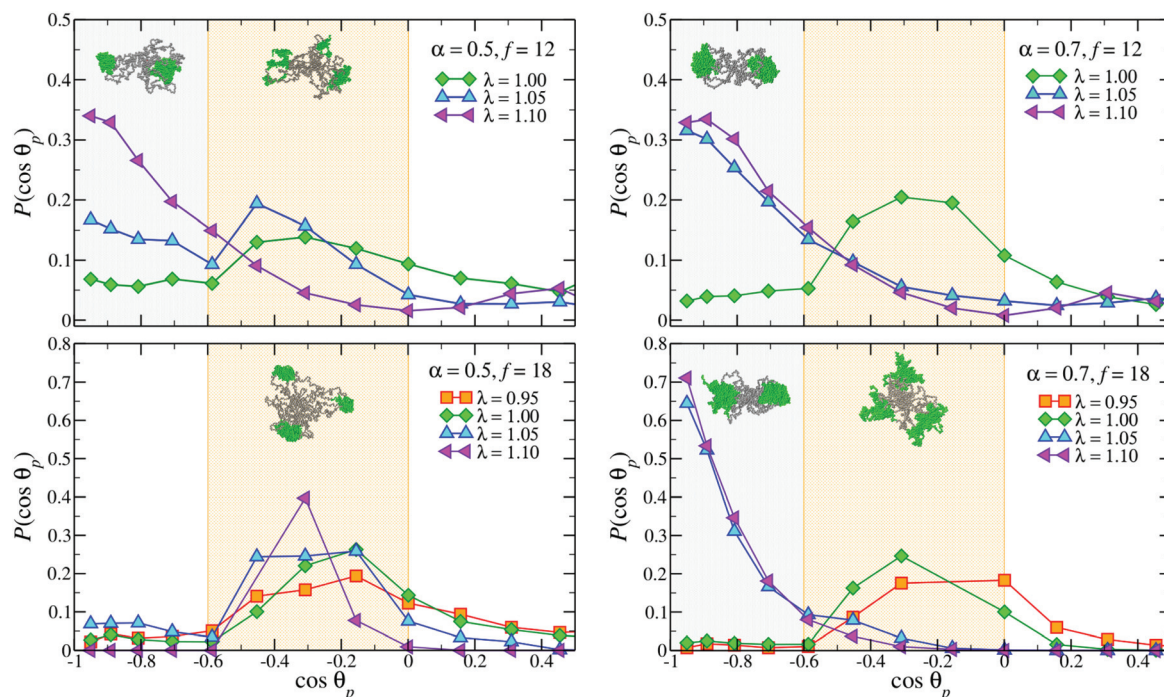 0.5
0.4
0.3
0.2
0.1
0
P(cos θp)
α = 0.5, f = 12
λ = 1.00
λ = 1.05
λ = 1.10
0.5
0.4
0.3
0.2
0.1
0
P(cos θp)
α = 0.7, f = 12
λ = 1.00
λ = 1.05
λ = 1.10
0.8
0.7
0.6
0.5
0.4
0.3
0.2
0.1
0
P(cos θp)
α = 0.5, f = 18
λ = 0.95
λ = 1.00
λ = 1.05
λ = 1.10
-1 -0.8 -0.6 -0.4 -0.2 0 0.2 0.4
cos θp
0.8
0.7
0.6
0.5
0.4
0.3
0.2
0.1
0
P(cos θp)
α = 0.7, f = 18
λ = 0.95
λ = 1.00
λ = 1.05
λ = 1.10
-1 -0.8 -0.6 -0.4 -0.2 0 0.2 0.4
cos θp